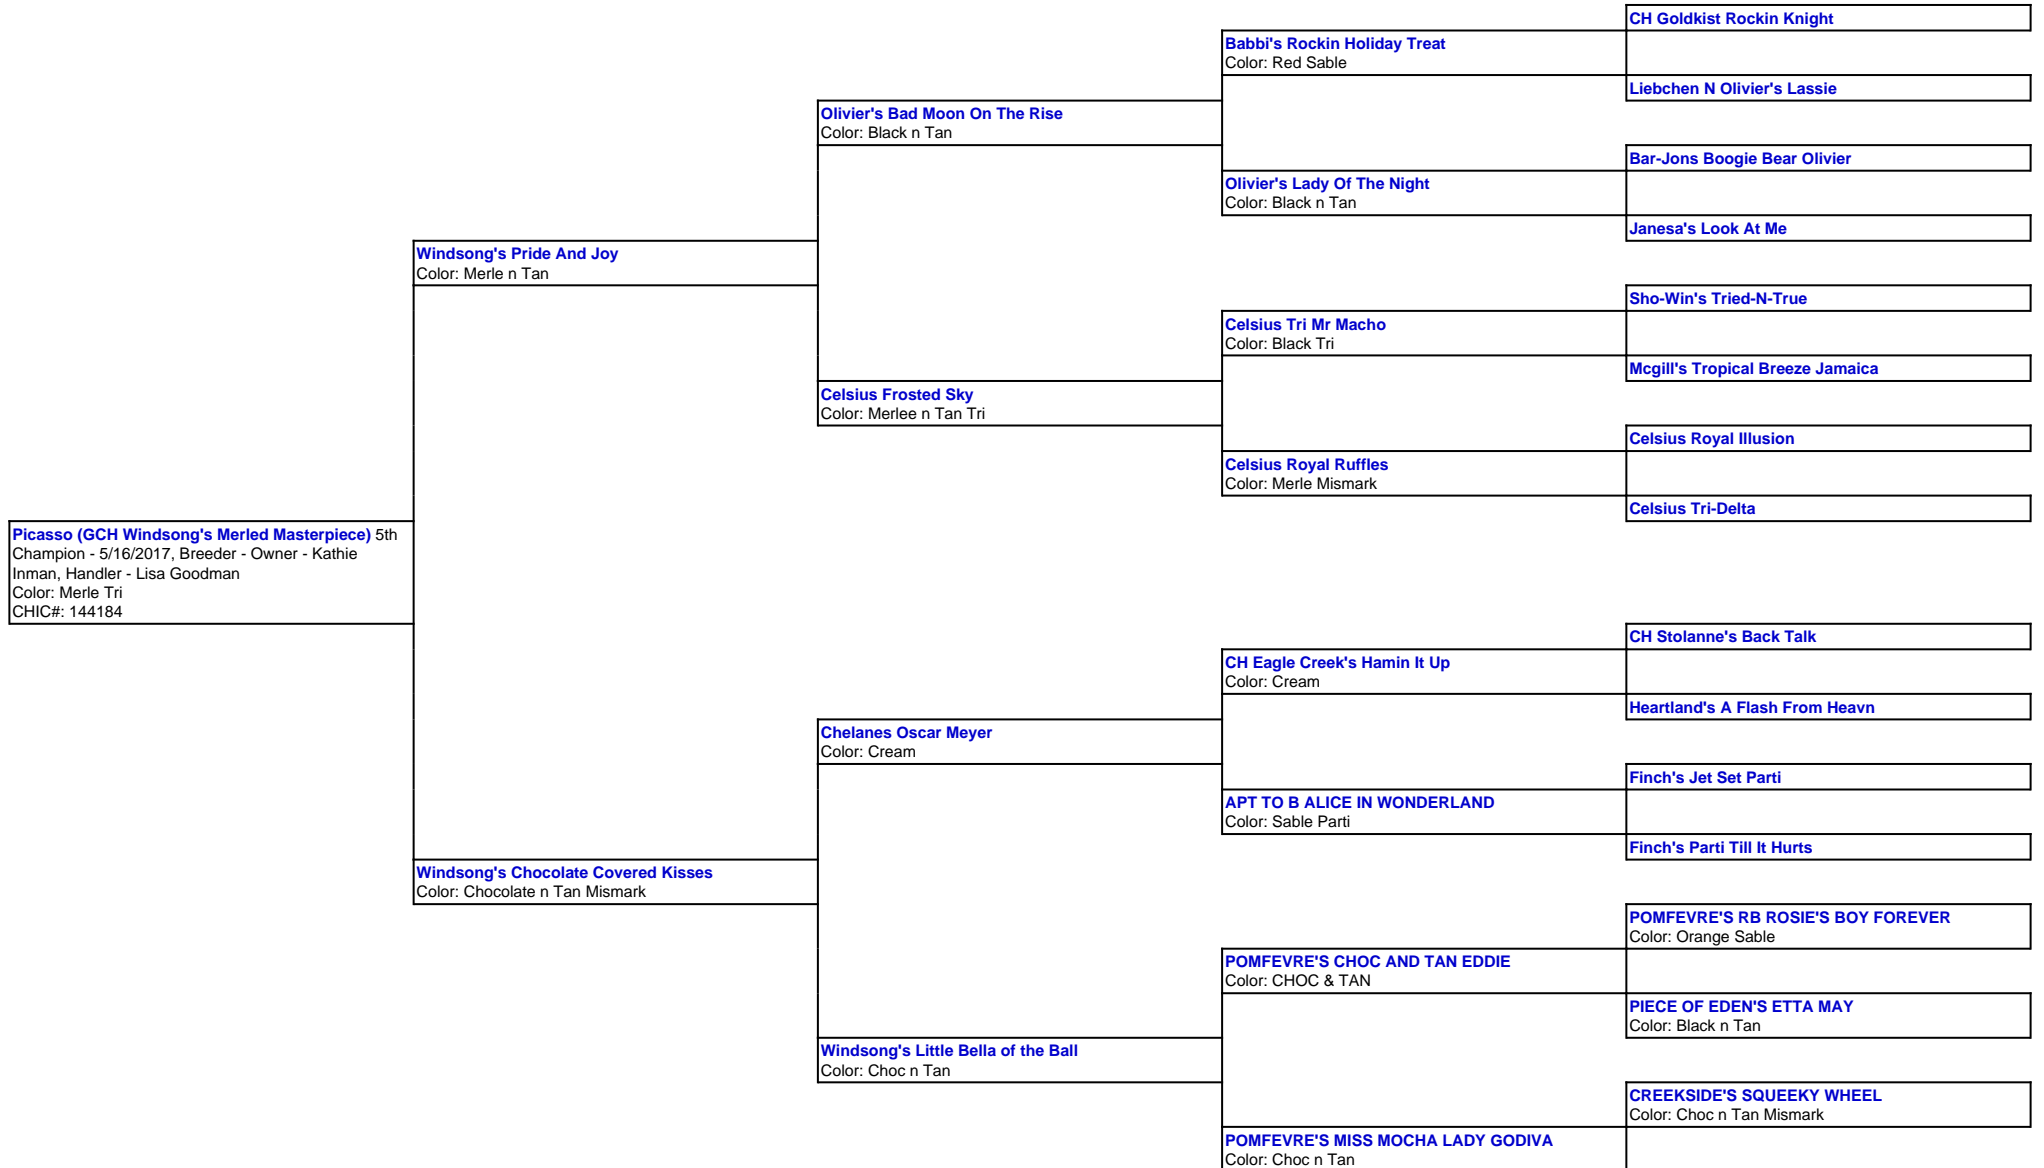 CH Goldkist Rockin Knight
Babbi's Rockin Holiday Treat
Color: Red Sable
Liebchen N Olivier's Lassie
Olivier's Bad Moon On The Rise
Color: Black n Tan
Bar-Jons Boogie Bear Olivier
Olivier's Lady Of The Night
Color: Black n Tan
Janesa's Look At Me
Windsong's Pride And Joy
Color: Merle n Tan
Sho-Win's Tried-N-True
Celsius Tri Mr Macho
Color: Black Tri
Mcgill's Tropical Breeze Jamaica
Celsius Frosted Sky
Color: Merlee n Tan Tri
Celsius Royal Illusion
Celsius Royal Ruffles
Color: Merle Mismark
Celsius Tri-Delta
Picasso (GCH Windsong's Merled Masterpiece) 5th
Champion - 5/16/2017, Breeder - Owner - Kathie
Inman, Handler - Lisa Goodman
Color: Merle Tri
CHIC#: 144184
CH Stolanne's Back Talk
CH Eagle Creek's Hamin It Up
Color: Cream
Heartland's A Flash From Heavn
Chelanes Oscar Meyer
Color: Cream
Finch's Jet Set Parti
APT TO B ALICE IN WONDERLAND
Color: Sable Parti
Finch's Parti Till It Hurts
Windsong's Chocolate Covered Kisses
Color: Chocolate n Tan Mismark
POMFEVRE'S RB ROSIE'S BOY FOREVER
Color: Orange Sable
POMFEVRE'S CHOC AND TAN EDDIE
Color: CHOC & TAN
PIECE OF EDEN'S ETTA MAY
Color: Black n Tan
Windsong's Little Bella of the Ball
Color: Choc n Tan
CREEKSIDE'S SQUEEKY WHEEL
Color: Choc n Tan Mismark
POMFEVRE'S MISS MOCHA LADY GODIVA
Color: Choc n Tan